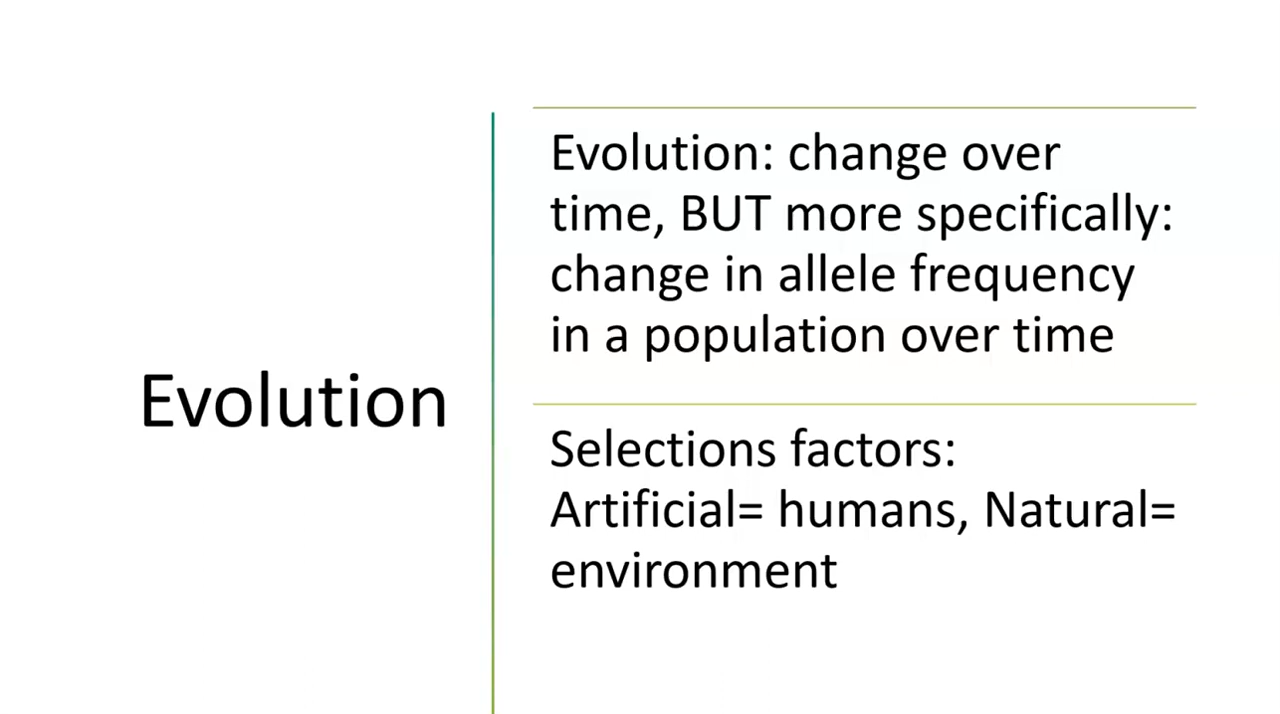 Evolution
Evolution: change over
time, BUT more specifically:
change in allele frequency
in a population over time
Selections factors:
Artificial= humans, Natural=
environment